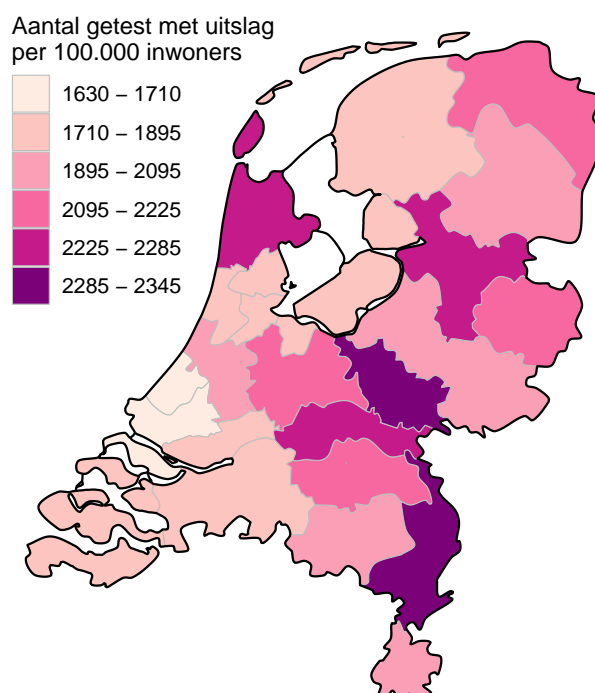 Aantal getest met uitslag
per 100.000 inwoners
1630 – 1710
1710 – 1895
1895 – 2095
2095 – 2225
2225 – 2285
2285 – 2345